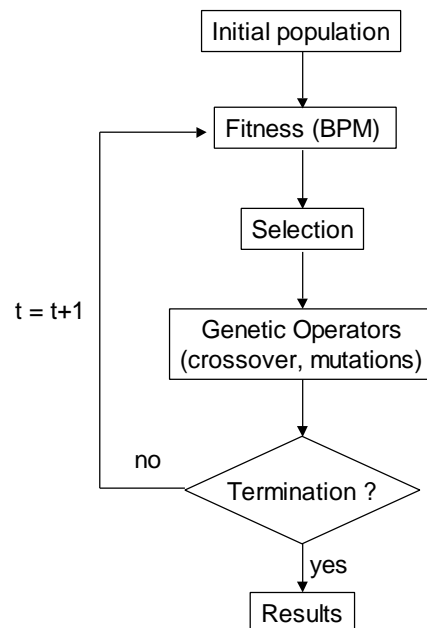 Initial population
Fitness (BPM)
Selection
t = t+1
Genetic Operators
(crossover, mutations)
no
Termination ?
yes
Results